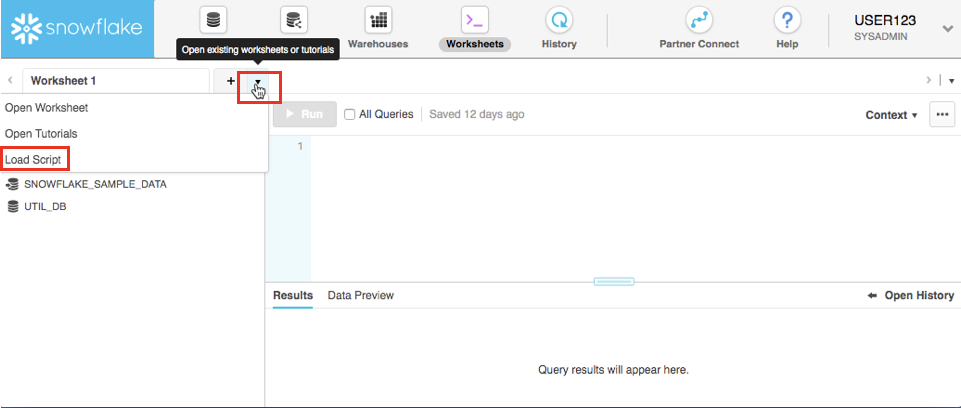 snowflake
Open existing worksheets or tutorials
Warehouses
Worksheets
History
Partner Connect
Help
USER123
SYSADMIN
Worksheet 1
+
Open Worksheet
Open Tutorials
Load Script
SNOWFLAKE_SAMPLE_DATA
UTIL_DB
Run
All Queries
Saved 12 days ago
Context
1
Results
Data Preview
Open History
Query results will appear here.